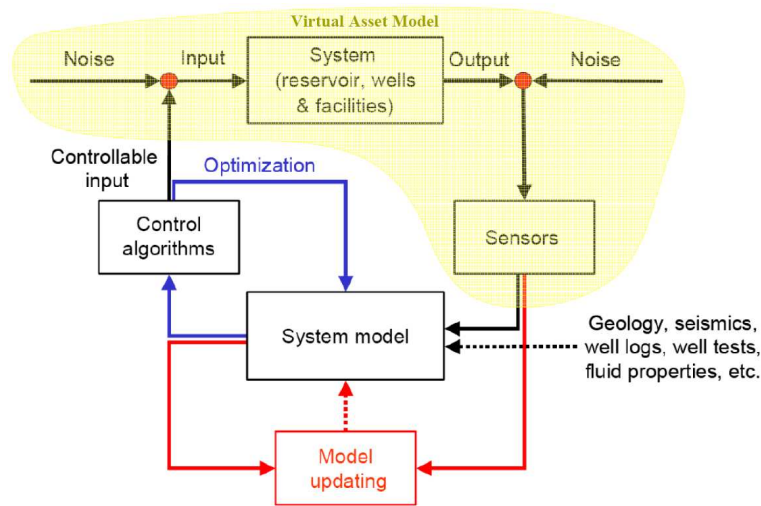 Virtual Asset Model
Noise
Input
System
(reservoir, wells
& facilities)
Output
Noise
Controllable
input
Optimization
Control
algorithms
Sensors
System model
Geology, seismics,
well logs, well tests,
fluid properties, etc.
Model
updating